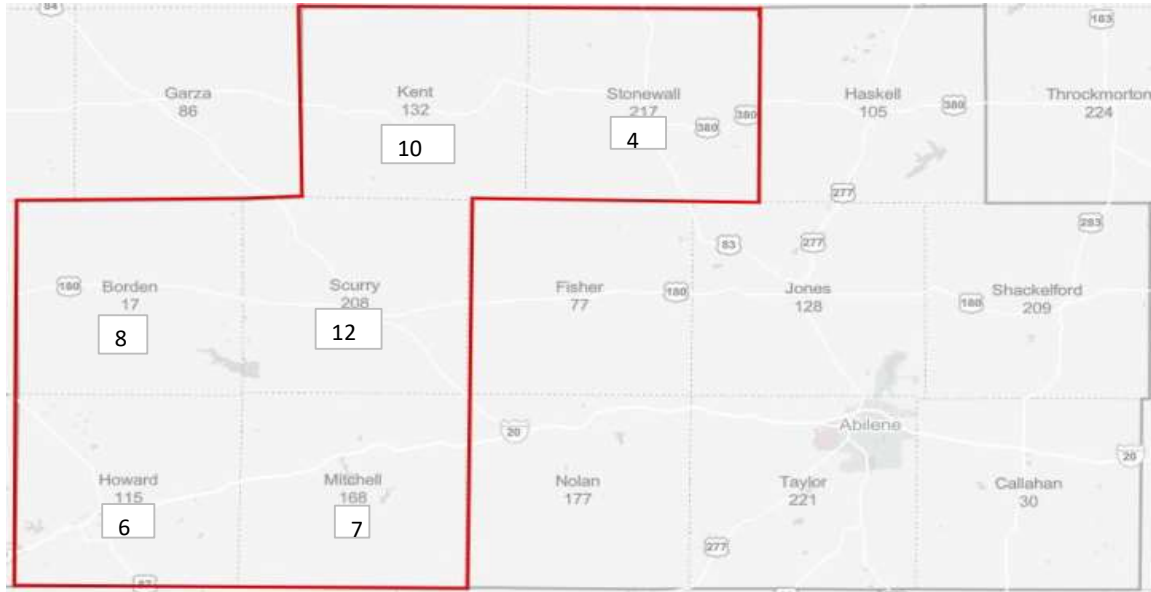 84
183
Garza
86
Kent
132
10
Stonewall
217
4
380
380
Haskell
105
380
Throckmorton
224
277
283
83
277
180
Borden
17
8
Scurry
208
12
Fisher
77
180
Jones
128
180
Shackelford
209
20
Abilene
20
Howard
115
6
Mitchell
168
7
Nolan
177
Taylor
221
Callahan
30
277